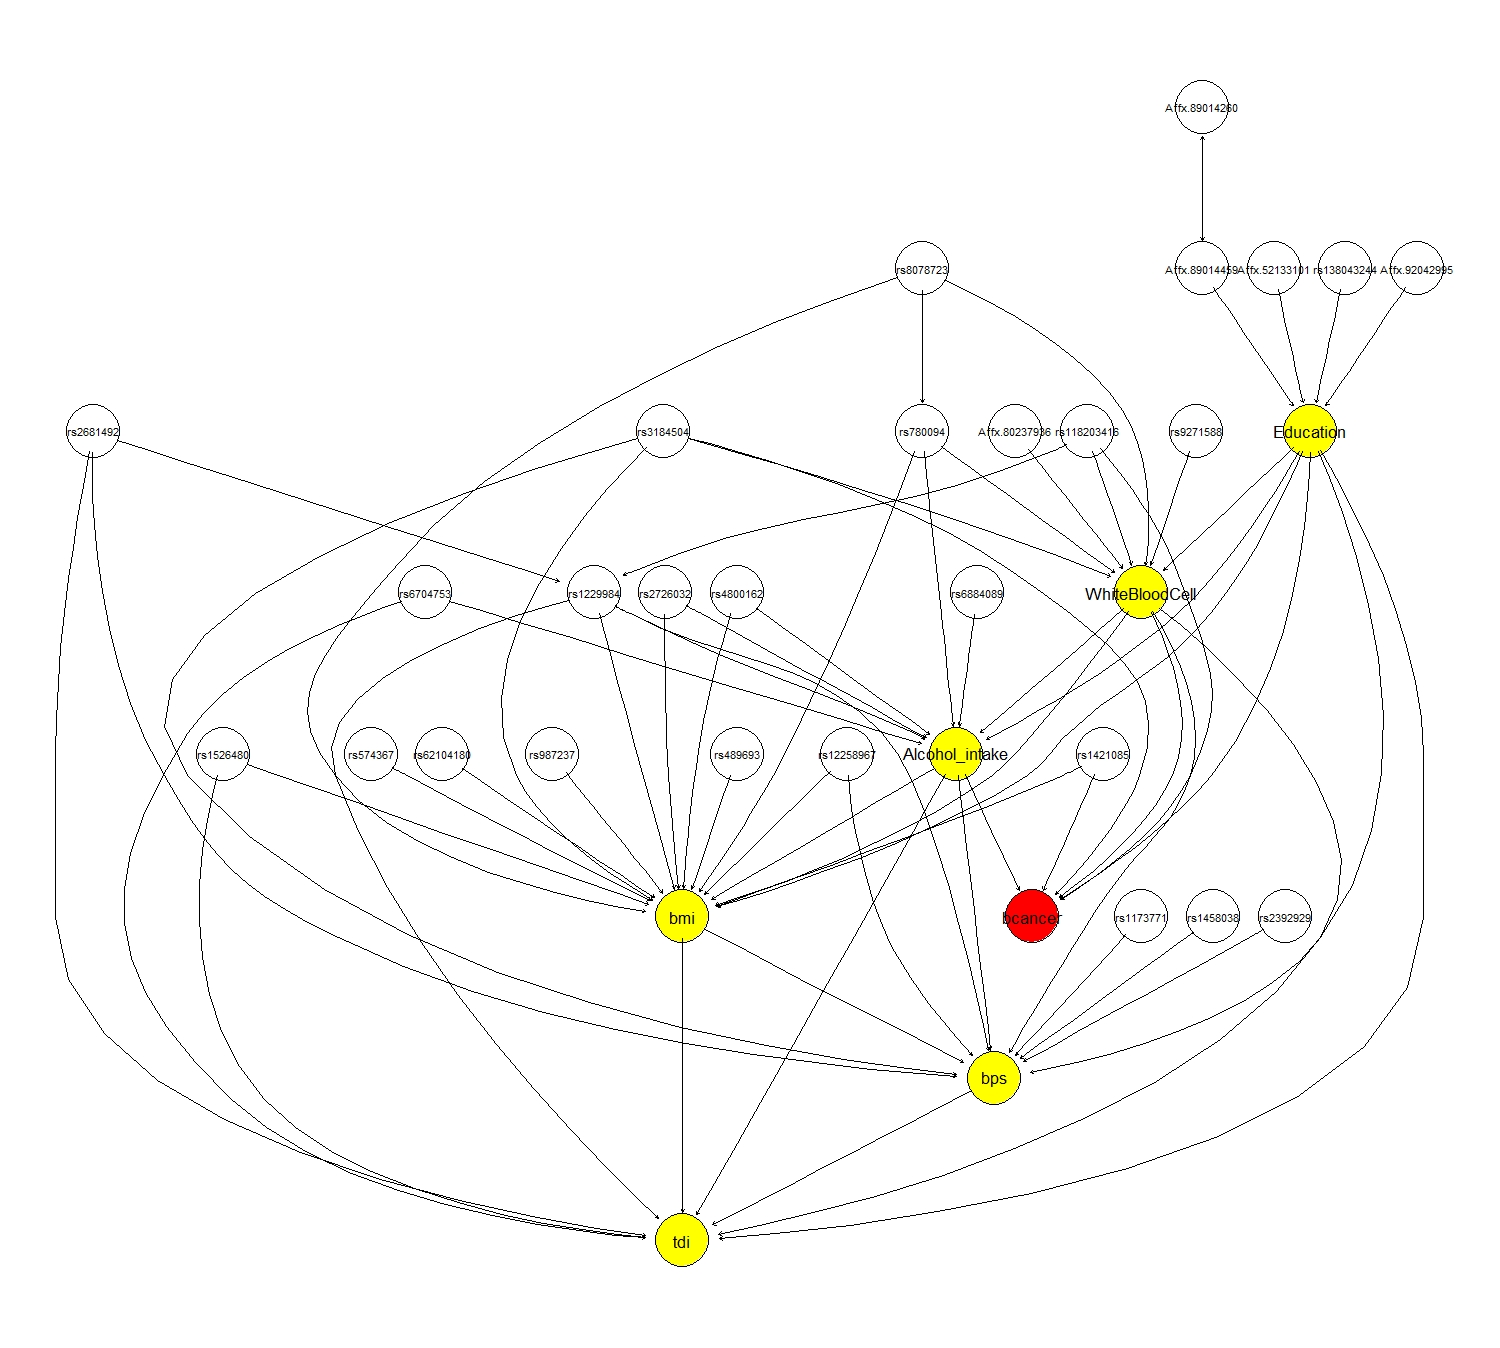 Affx.89014260
rs8078723
Affx.89014459
Affx.52133101
rs138043244
Affx.92042995
rs2681492
rs3184504
rs780094
Affx.80237936
rs118203416
rs9271588
Education
rs6704753
rs1229984
rs2726032
rs4800162
rs6884089
WhiteBloodCell
rs1526480
rs574367
rs62104180
rs987237
rs489693
rs12258967
Alcohol_intake
rs1421085
bmi
bcancer
rs1173771
rs1458038
rs2392929
bps
tdi